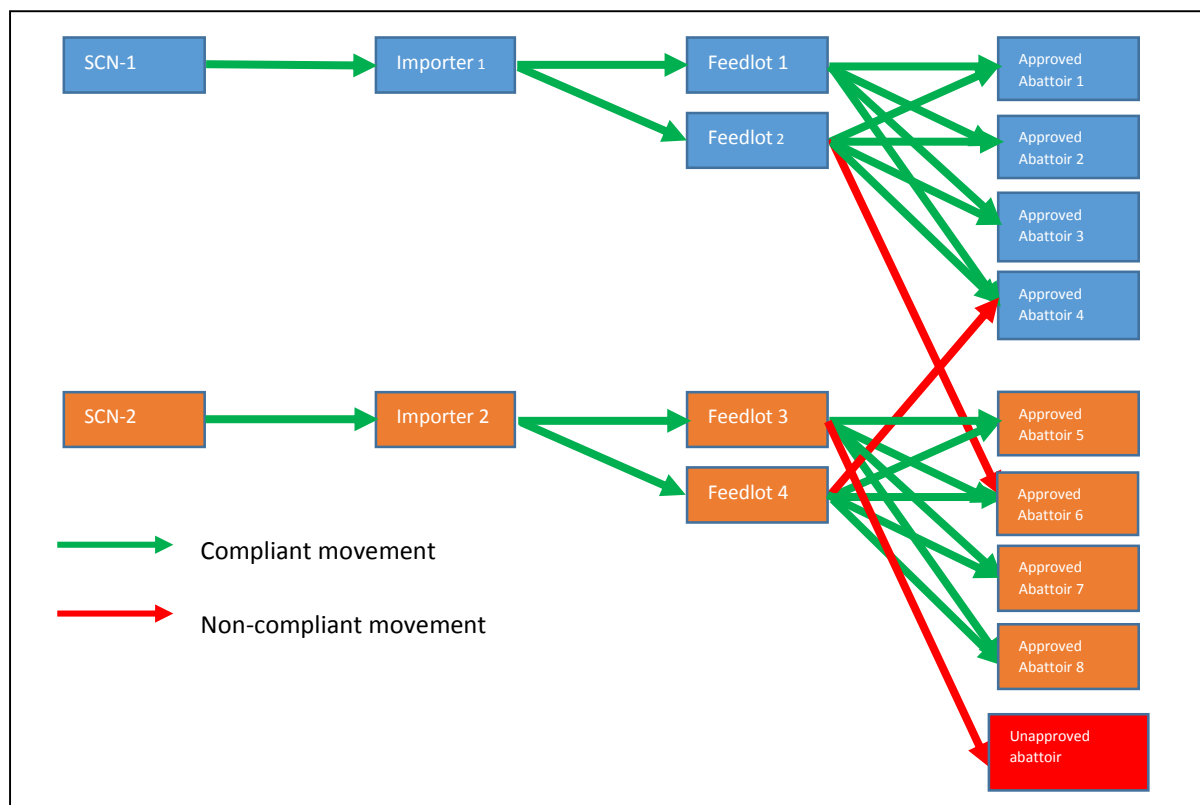 SCN-1
Importer 1
Feedlot 1
Approved
Abattoir 1
Feedlot 2
Approved
Abattoir 2
Approved
Abattoir 3
Approved
Abattoir 4
SCN-2
Importer 2
Feedlot 3
Approved
Abattoir 5
Feedlot 4
Approved
Abattoir 6
Compliant movement
Approved
Abattoir 7
Non-compliant movement
Approved
Abattoir 8
Unapproved
abattoir